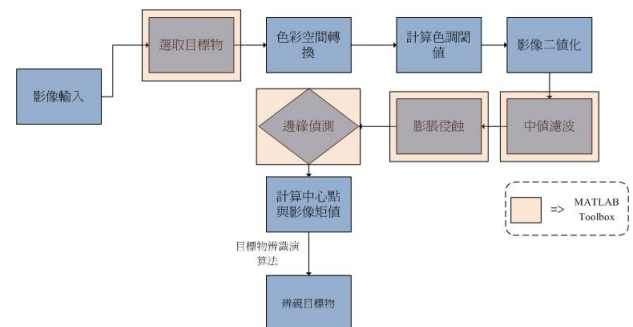 影像輸入
選取目標物
色彩空間轉
換
計算色調閾
值
影像二值化
中值濾波
膨脹侵蝕
邊緣偵測
計算中心點
與影像矩值
目標物辨識演
算法
辨視目標物
=> MATLAB
Toolbox